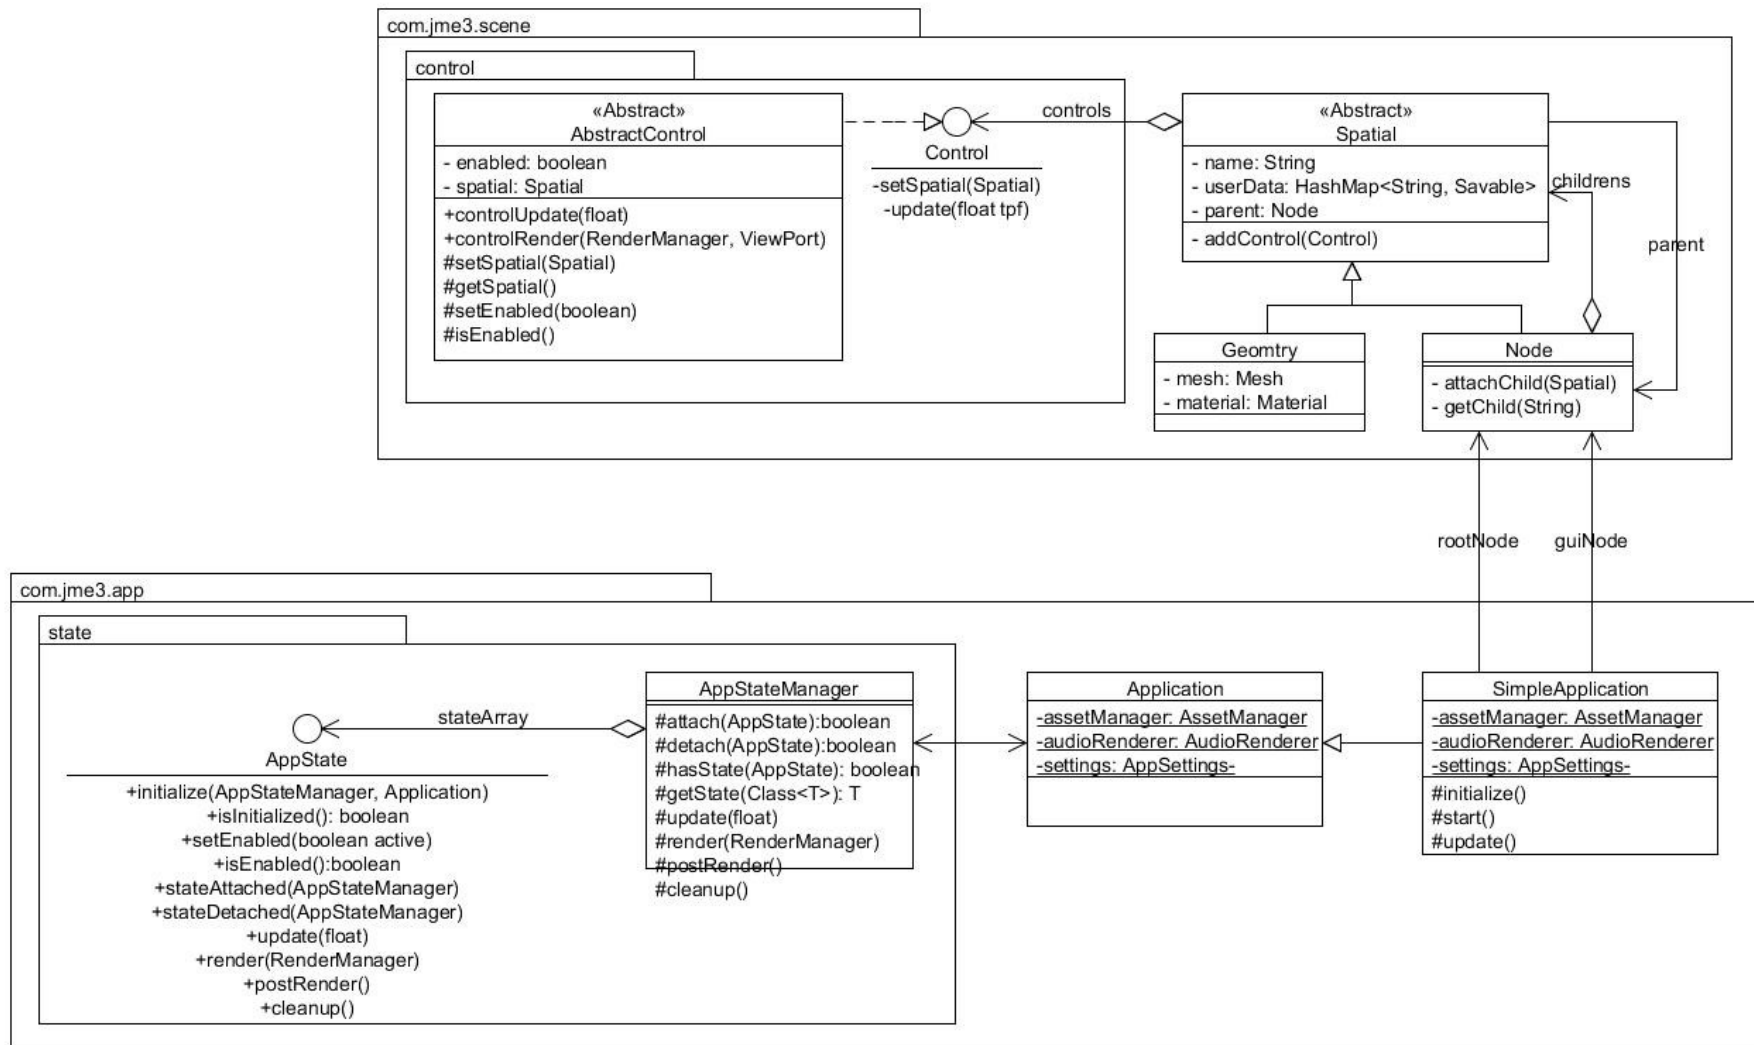 com.jme3.scene
control
«Abstract»
AbstractControl
- enabled: boolean
- spatial: Spatial
+controlUpdate(float)
+controlRender(RenderManager, ViewPort)
#setSpatial(Spatial)
#getSpatial()
#setEnabled(boolean)
#isEnabled()
Control
-setSpatial(Spatial)
-update(float tpf)
controls
«Abstract»
Spatial
- name: String
- userData: HashMap<String, Savable>
- parent: Node
- addControl(Control)
childrens
parent
Geomtry
- mesh: Mesh
- material: Material
Node
- attachChild(Spatial)
- getChild(String)
rootNode
guiNode
com.jme3.app
state
AppState
+initialize(AppStateManager, Application)
+isInitialized(): boolean
+setEnabled(boolean active)
+isEnabled():boolean
+stateAttached(AppStateManager)
+stateDetached(AppStateManager)
+update(float)
+render(RenderManager)
+postRender()
+cleanup()
stateArray
AppStateManager
#attach(AppState):boolean
#detach(AppState):boolean
#hasState(AppState): boolean
#getState(Class<T>): T
#update(float)
#render(RenderManager)
#postRender()
#cleanup()
Application
-assetManager: AssetManager
-audioRenderer: AudioRenderer
-settings: AppSettings-
SimpleApplication
-assetManager: AssetManager
-audioRenderer: AudioRenderer
-settings: AppSettings-
#initialize()
#start()
#update()